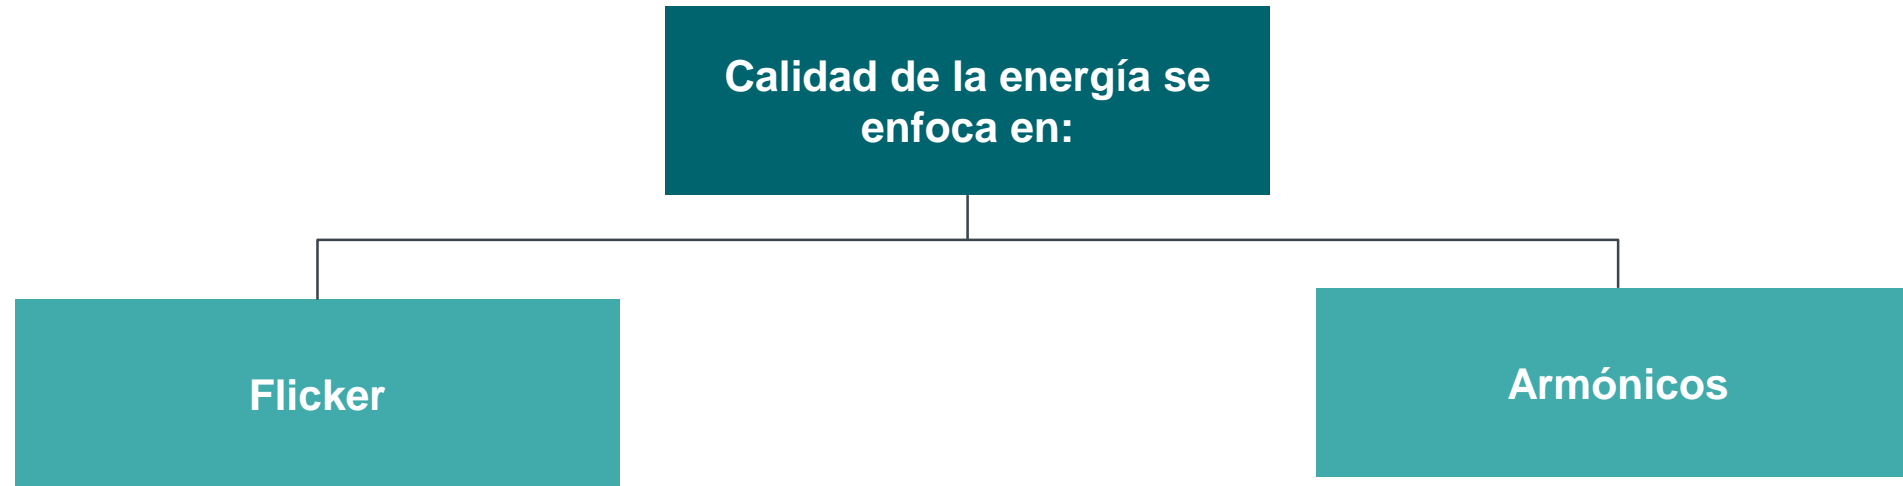 Calidad de la energía se
enfoca en:
Flicker
Armónicos